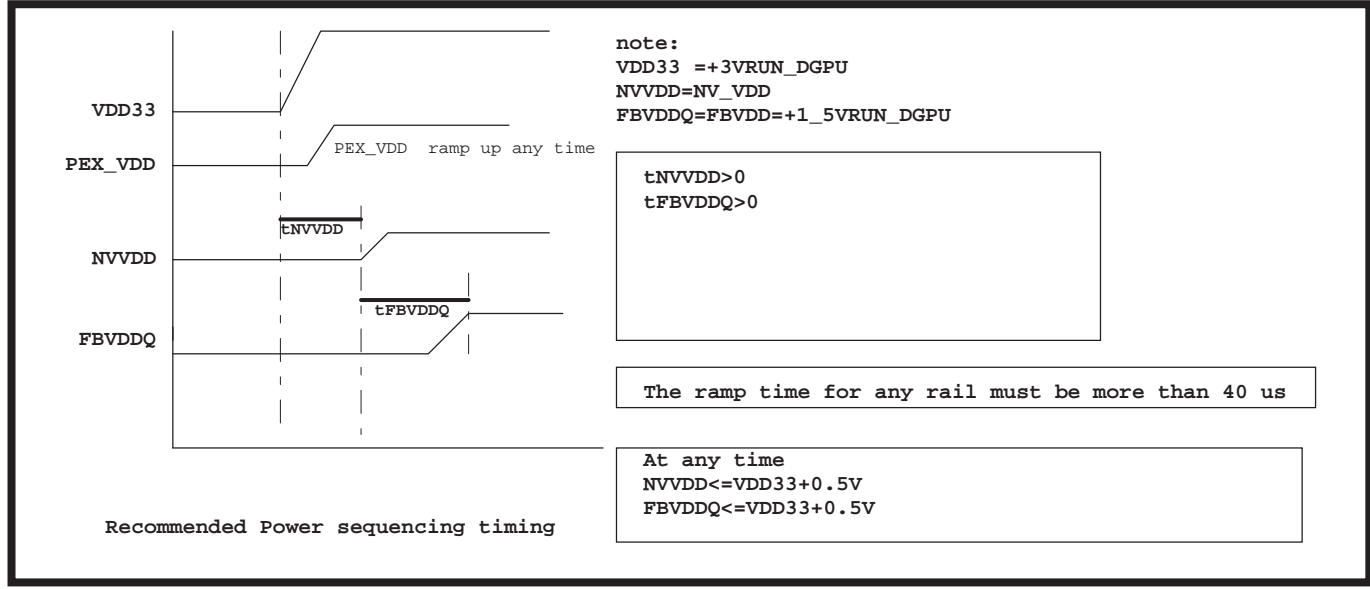 note:
VDD33 =+3VRUN_DGPU
NVVDD=NV_VDD
FBVDDQ=FBVDD=+1_5VRUN_DGPU
VDD33
PEX_VDD ramp up any time
PEX_VDD
tNVVDD>0
tFBVDDQ>0
tNVVDD
NVVDD
tFBVDDQ
FBVDDQ
The ramp time for any rail must be more than 40 us
At any time
NVVDD<=VDD33+0.5V
FBVDDQ<=VDD33+0.5V
Recommended Power sequencing timing